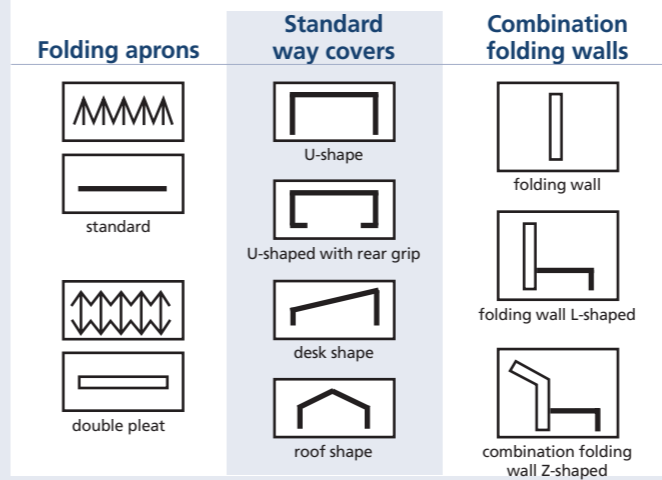 Folding aprons
standard
double pleat
Standard
way covers
U-shape
U-shaped with rear grip
desk shape
roof shape
Combination
folding walls
folding wall
folding wall L-shaped
combination folding
wall Z-shaped